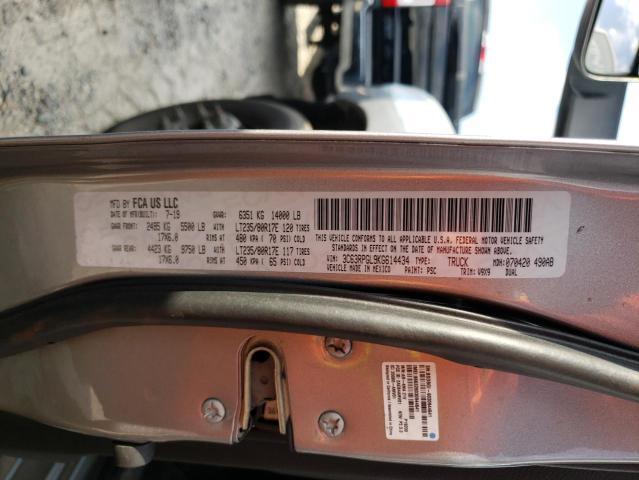 MFD BY FCA US LLC
DATE OF MFR(BUILT): 7-19 GVWR: 6351 KG 14000 LB
GAWR: FRONT 2495 KG 5500 LB WITH LT235/80R17E 120 TIRES
17X6.0 RIMS AT 480 KPA ( 70 PSI) COLD
GAWR: REAR 4423 KG 9750 LB WITH LT235/80R17E 117 TIRES
17X6.0 RIMS AT 450 KPA ( 65 PSI) COLD
THIS VEHICLE CONFORMS TO ALL APPLICABLE U.S.A. FEDERAL MOTOR VEHICLE SAFETY
STANDARDS IN EFFECT ON THE DATE OF MANUFACTURE SHOWN ABOVE.
VIN: 3C63RPGL9KG614434 TYPE: TRUCK MDH: 070420 490AB
VEHICLE MADE IN MEXICO PAINT: PSC TRIM: V9X9 DUAL